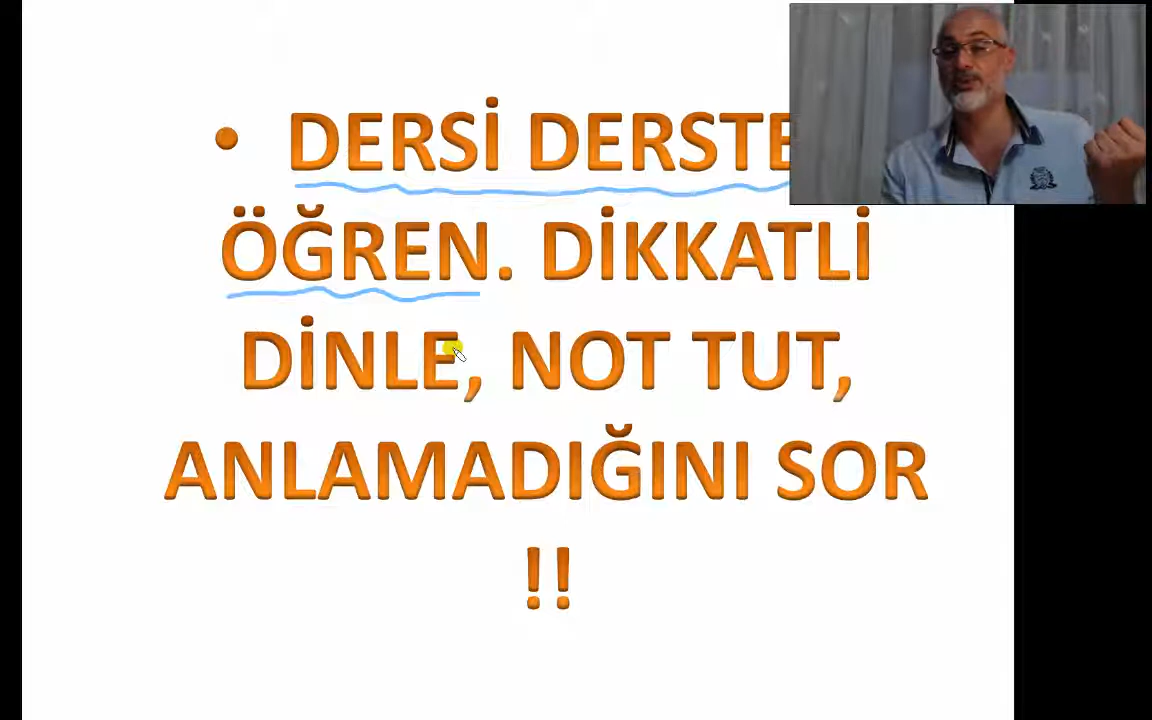 • DERSİ DERSTE
ÖĞREN. DİKKATLİ
DİNLE, NOT TUT,
ANLAMADIĞINI SOR
!!